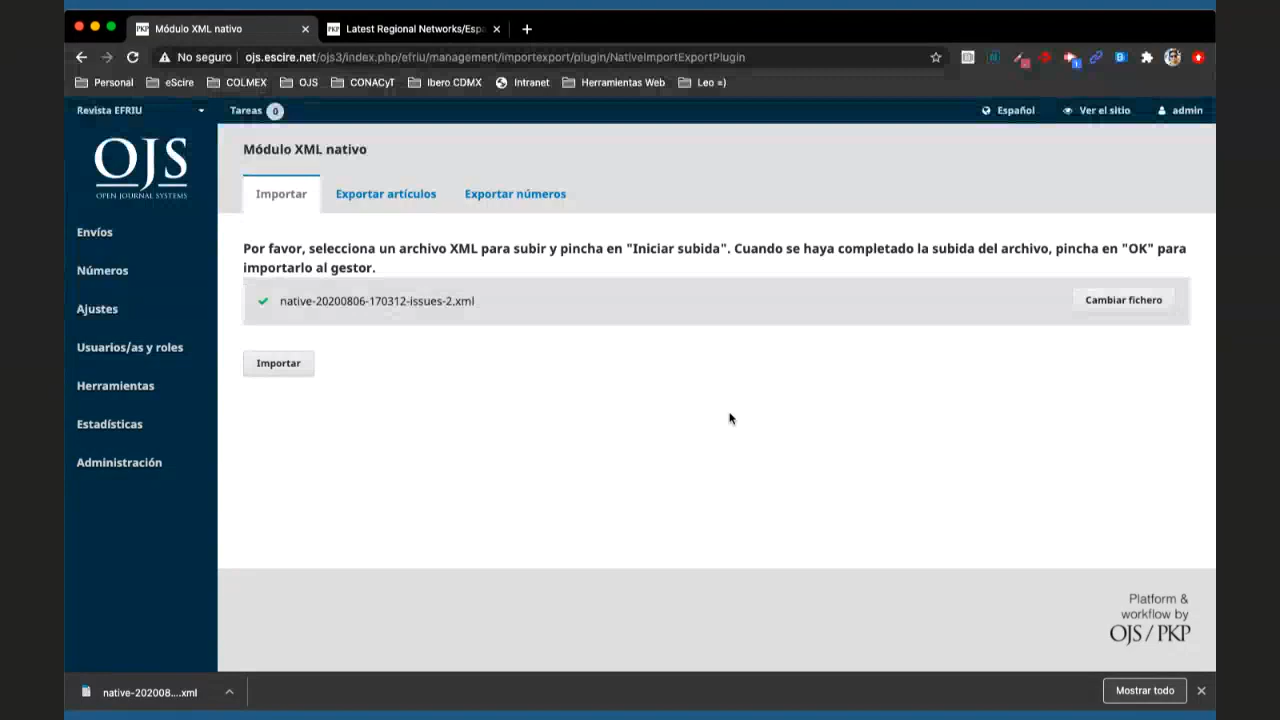 Módulo XML nativo
Latest Regional Networks/Espa
No seguro
ojs.escire.net/ojs3/index.php/efriu/management/importexport/plugin/NativeImportExportPlugin
Personal
eScire
COLMEX
OJS
CONACyT
Ibero CDMX
Intranet
Herramientas Web
Leo =)
Revista EFRIU
Tareas 0
Español
Ver el sitio
admin
OJS
OPEN JOURNAL SYSTEMS
Envíos
Números
Ajustes
Usuarios/as y roles
Herramientas
Estadísticas
Administración
Módulo XML nativo
Importar
Exportar artículos
Exportar números
Por favor, selecciona un archivo XML para subir y pincha en "Iniciar subida". Cuando se haya completado la subida del archivo, pincha en "OK" para
importarlo al gestor.
native-20200806-170312-issues-2.xml
Cambiar fichero
Importar
Platform &
workflow by
OJS / PKP
native-202008....xml
Mostrar todo